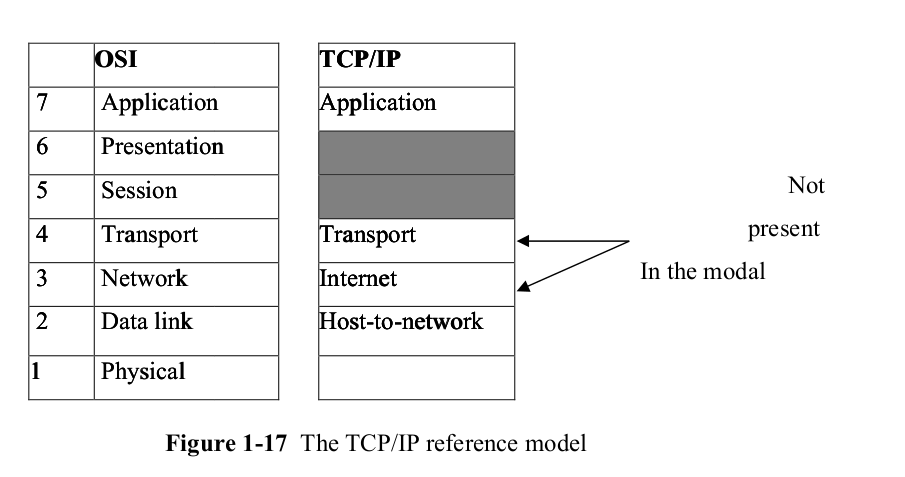 OSI TCP/IP
7 Application Application
6 Presentation
5 Session
Not
4 Transport Transport
present
3 Network Internet
In the modal
2 Data link Host-to-network
1 Physical
Figure 1-17 The TCP/IP reference model